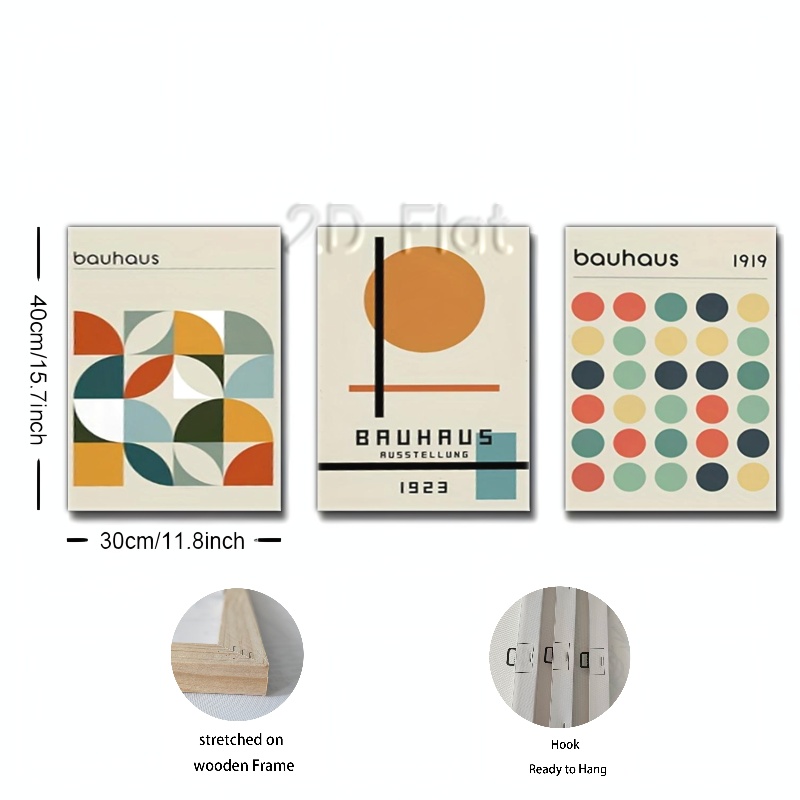 2D Flat
bauhaus
BAUHAUS
AUSSTELLUNG
1923
bauhaus 1919
40cm/15.7inch
30cm/11.8inch
stretched on
wooden Frame
Hook
Ready to Hang